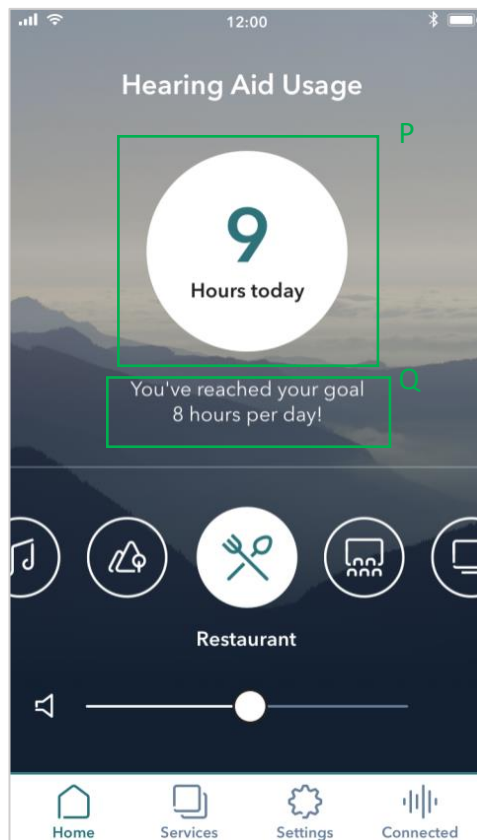 12:00
Hearing Aid Usage
P
9
Hours today
Q
You've reached your goal
8 hours per day!
Restaurant
Home Services Settings Connected